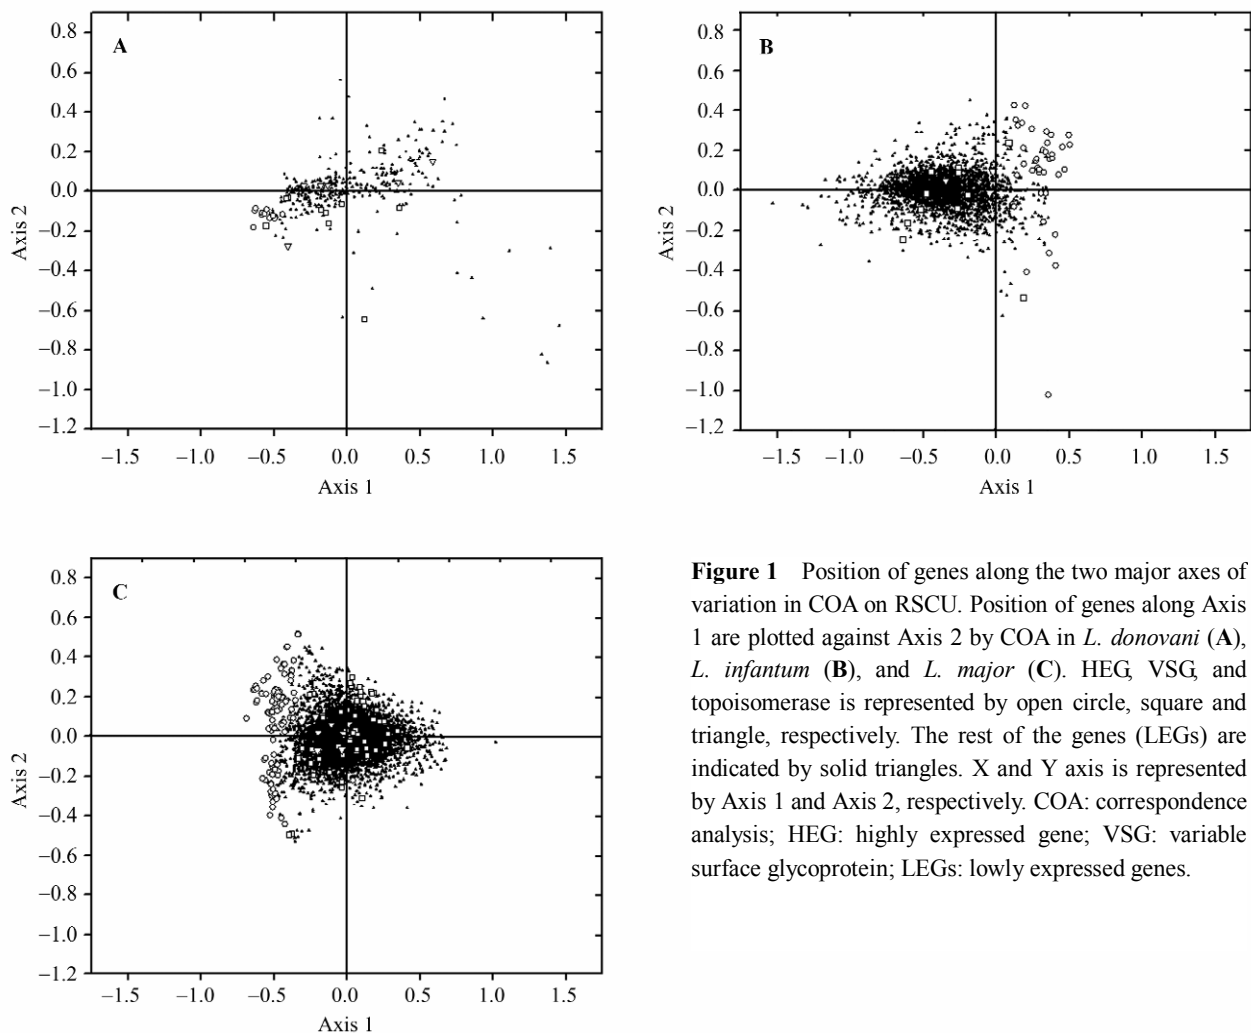 0.8
0.6
0.4
0.2
0.0
−0.2
−0.4
−0.6
−0.8
−1.0
−1.2
Axis 2
A
−1.5 −1.0 −0.5 0.0 0.5 1.0 1.5
Axis 1
0.8
0.6
0.4
0.2
0.0
−0.2
−0.4
−0.6
−0.8
−1.0
−1.2
Axis 2
B
−1.5 −1.0 −0.5 0.0 0.5 1.0 1.5
Axis 1
0.8
0.6
0.4
0.2
0.0
−0.2
−0.4
−0.6
−0.8
−1.0
−1.2
Axis 2
C
−1.5 −1.0 −0.5 0.0 0.5 1.0 1.5
Axis 1
Figure 1 Position of genes along the two major axes of
variation in COA on RSCU. Position of genes along Axis
1 are plotted against Axis 2 by COA in L. donovani (A),
L. infantum (B), and L. major (C). HEG, VSG, and
topoisomerase is represented by open circle, square and
triangle, respectively. The rest of the genes (LEGs) are
indicated by solid triangles. X and Y axis is represented
by Axis 1 and Axis 2, respectively. COA: correspondence
analysis; HEG: highly expressed gene; VSG: variable
surface glycoprotein; LEGs: lowly expressed genes.